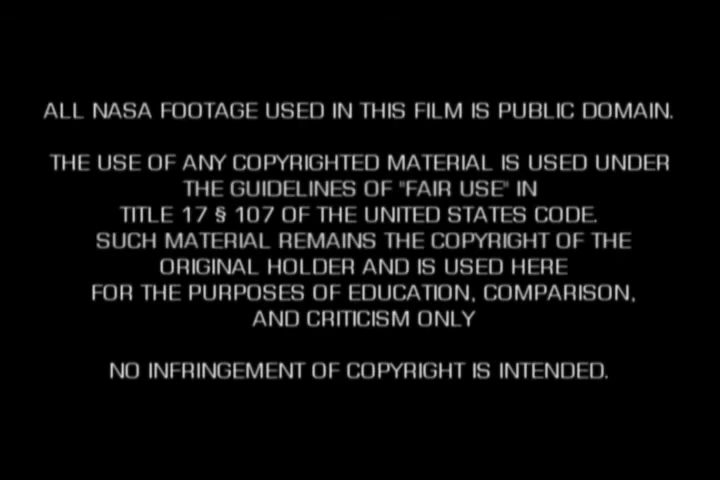 ALL NASA FOOTAGE USED IN THIS FILM IS PUBLIC DOMAIN.
THE USE OF ANY COPYRIGHTED MATERIAL IS USED UNDER
THE GUIDELINES OF "FAIR USE" IN
TITLE 17 § 107 OF THE UNITED STATES CODE.
SUCH MATERIAL REMAINS THE COPYRIGHT OF THE
ORIGINAL HOLDER AND IS USED HERE
FOR THE PURPOSES OF EDUCATION, COMPARISON,
AND CRITICISM ONLY
NO INFRINGEMENT OF COPYRIGHT IS INTENDED.